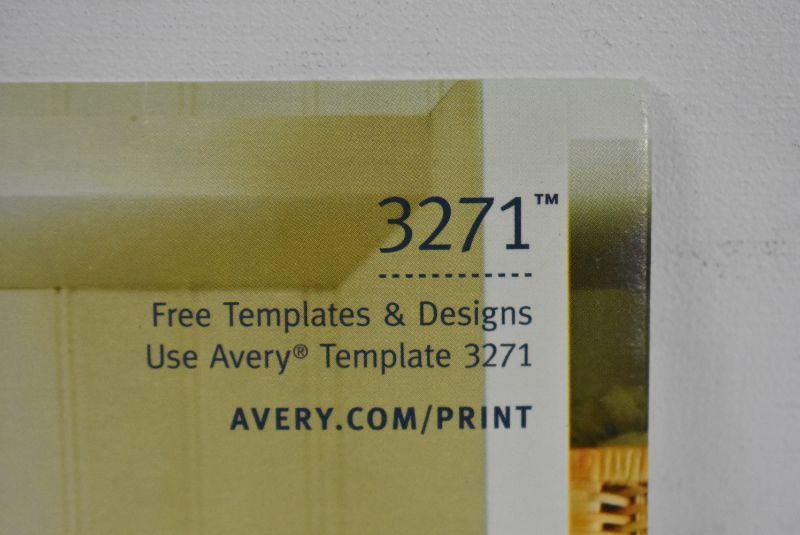 3271™
Free Templates & Designs
Use Avery® Template 3271
AVERY.COM/PRINT